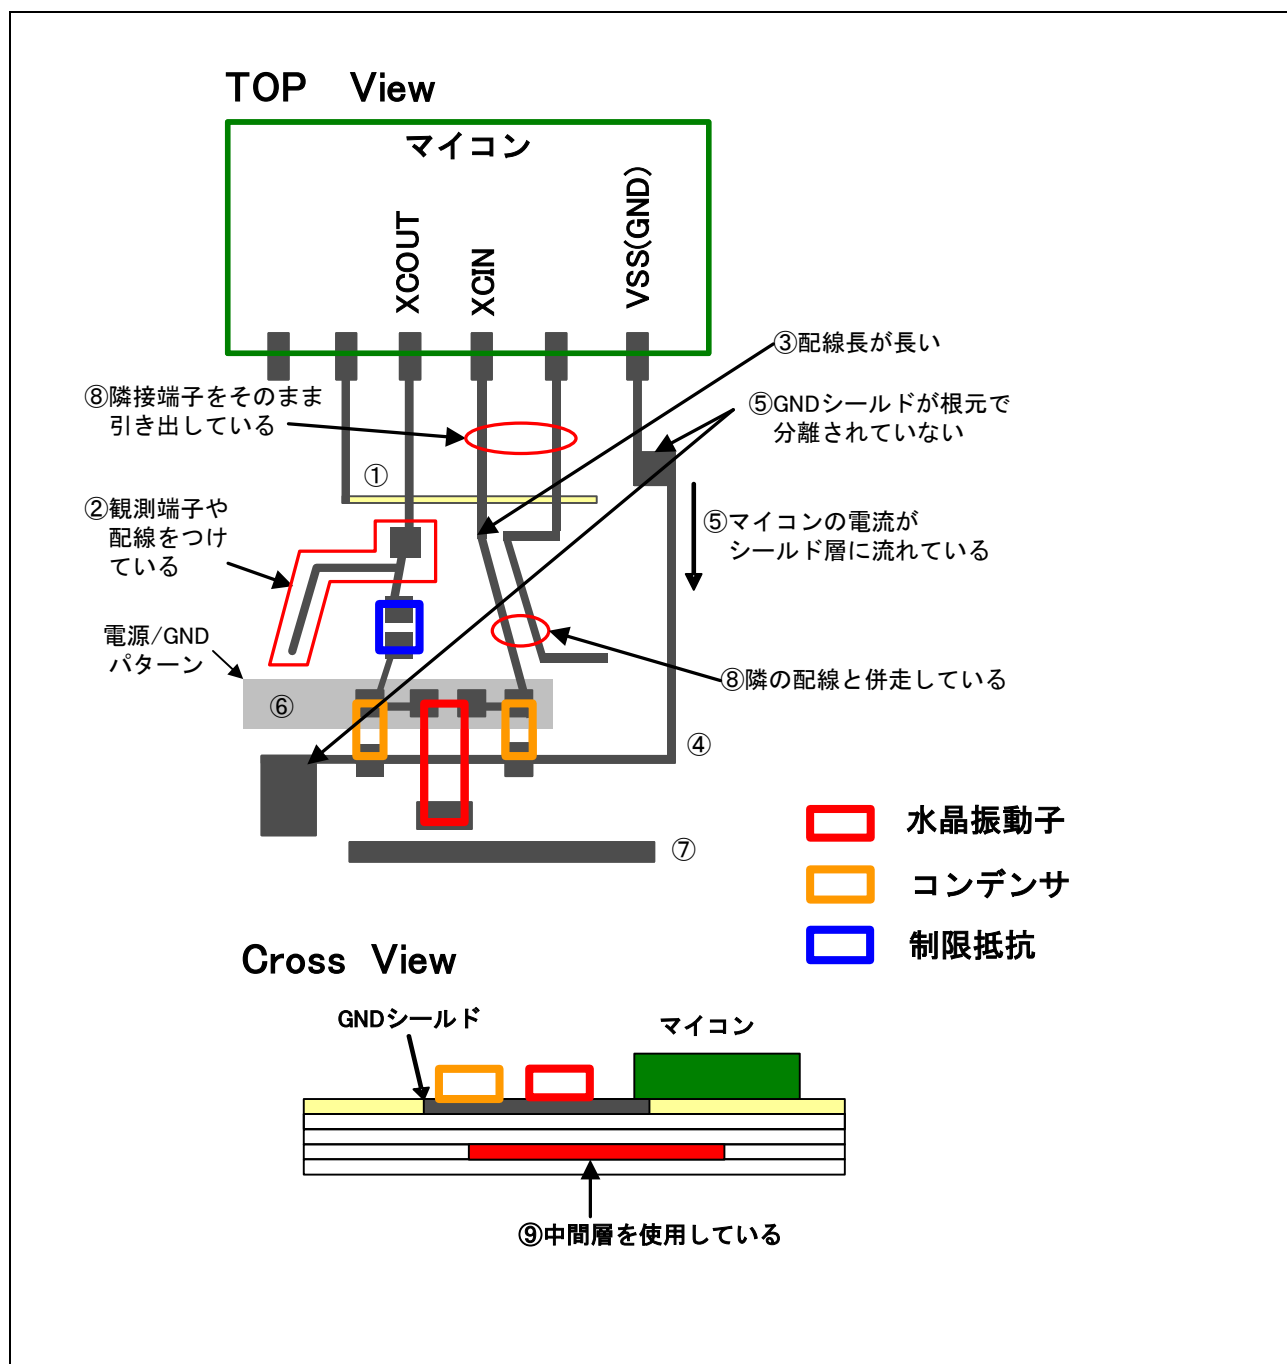 TOP View
マイコン
XCOUT
XCIN
VSS(GND)
③配線長が長い
⑧隣接端子をそのまま
引き出している
⑤GNDシールドが根元で
分離されていない
①
②観測端子や
配線をつけ
ている
⑤マイコンの電流が
シールド層に流れている
電源/GND
パターン
⑧隣の配線と併走している
⑥
④
⑦
水晶振動子
コンデンサ
制限抵抗
Cross View
GNDシールド
マイコン
⑨中間層を使用している